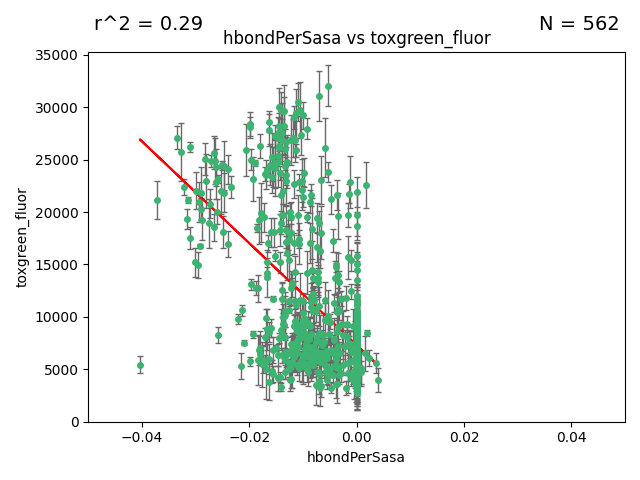 r^2 = 0.29
N = 562
hbondPerSasa vs toxgreen_fluor
35000
30000
25000
20000
15000
10000
5000
0
toxgreen_fluor
−0.04
−0.02
0.00
0.02
0.04
hbondPerSasa